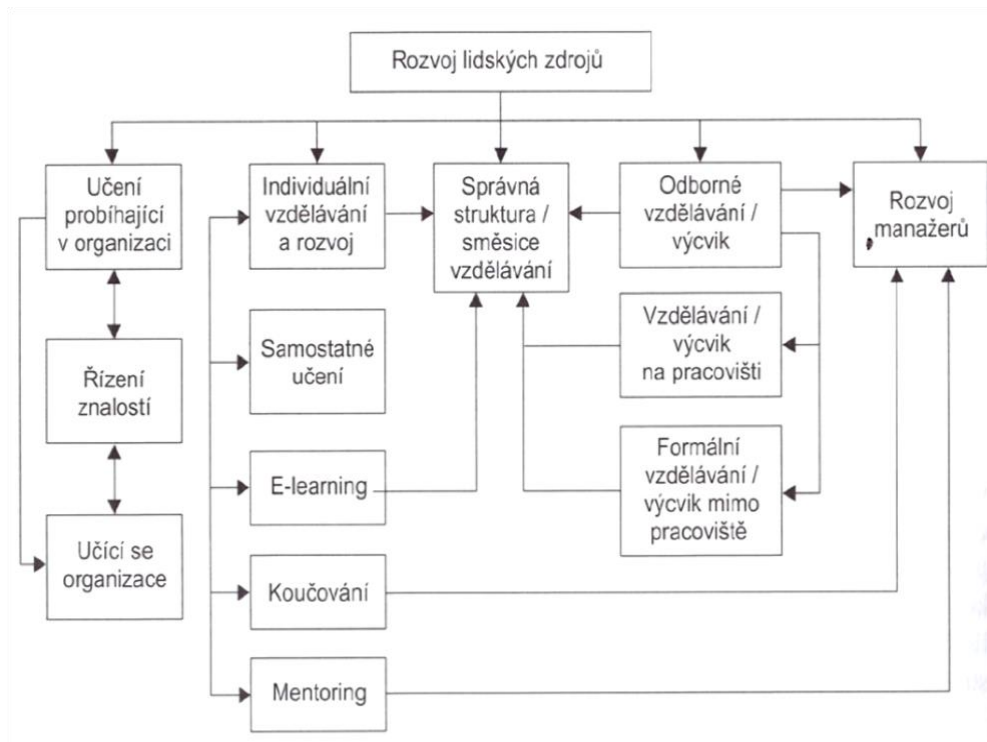 Rozvoj lidských zdrojů
Učení
probíhající
v organizaci
Individuální
vzdělávání
a rozvoj
Správná
struktura /
směsice
vzdělávání
Odborné
vzdělávání /
výcvik
Rozvoj
manažerů
Řízení
znalostí
Samostatné
učení
Vzdělávání /
výcvik
na pracovišti
E-learning
Formální
vzdělávání /
výcvik mimo
pracoviště
Učící se
organizace
Koučování
Mentoring